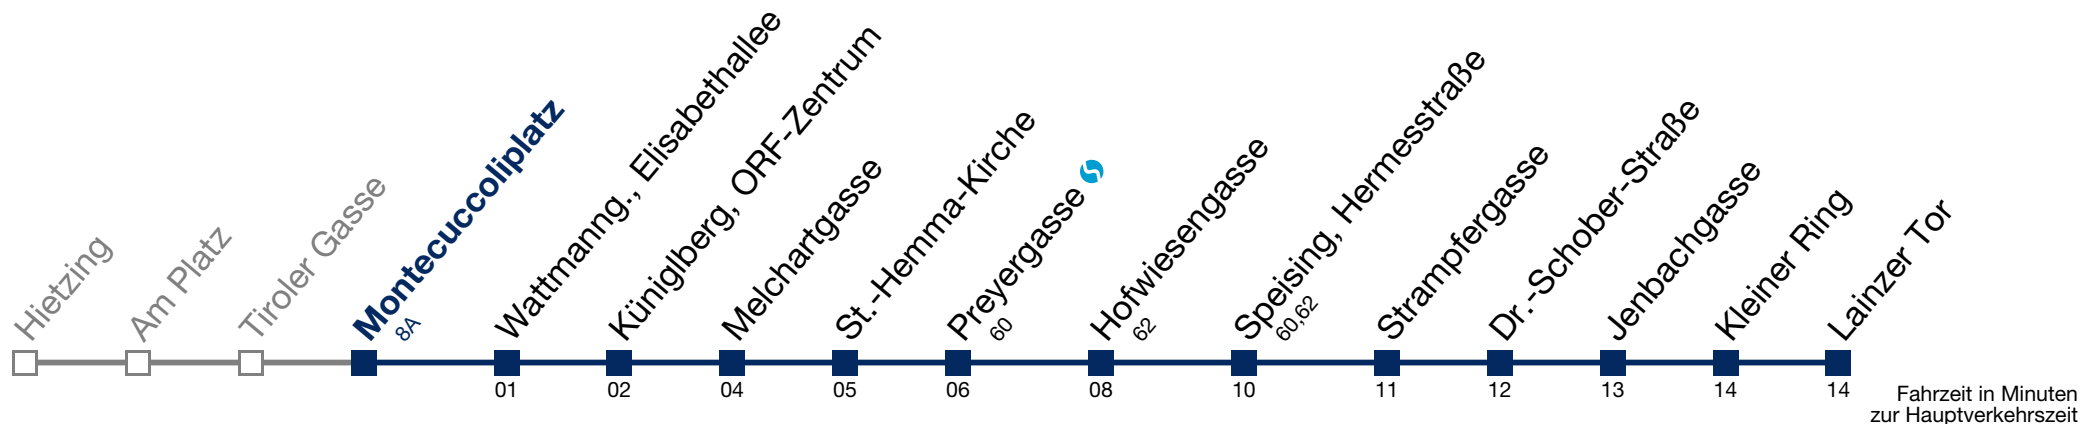 Hietzing
Am Platz
Tiroler Gasse
Montecuccoliplatz
8A
Wattmanng., Elisabethallee
Küniglberg, ORF-Zentrum
Melchartgasse
St.-Hemma-Kirche
Preyergasse
60
Hofwiesengasse
62
Speising, Hermesstraße
60,62
Strampfergasse
Dr.-Schober-Straße
Jenbachgasse
Kleiner Ring
Lainzer Tor
01 02 04 05 06 08 10 11 12 13 14 14
Fahrzeit in Minuten
zur Hauptverkehrszeit